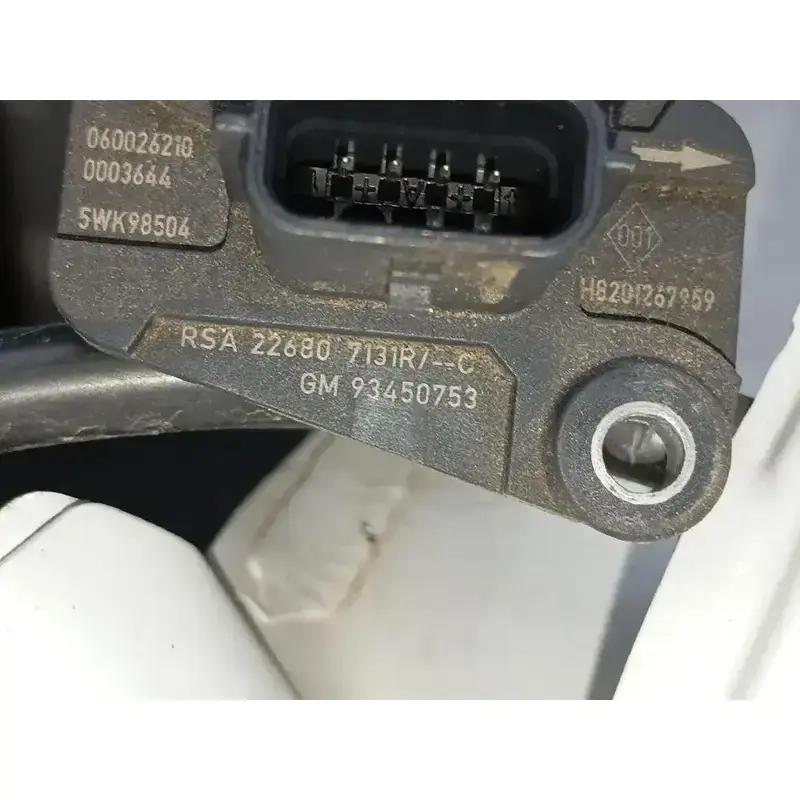 060026210
0003644
5WK98504
001
H8201267959
RSA 22680 7131R/--C
GM 93450753